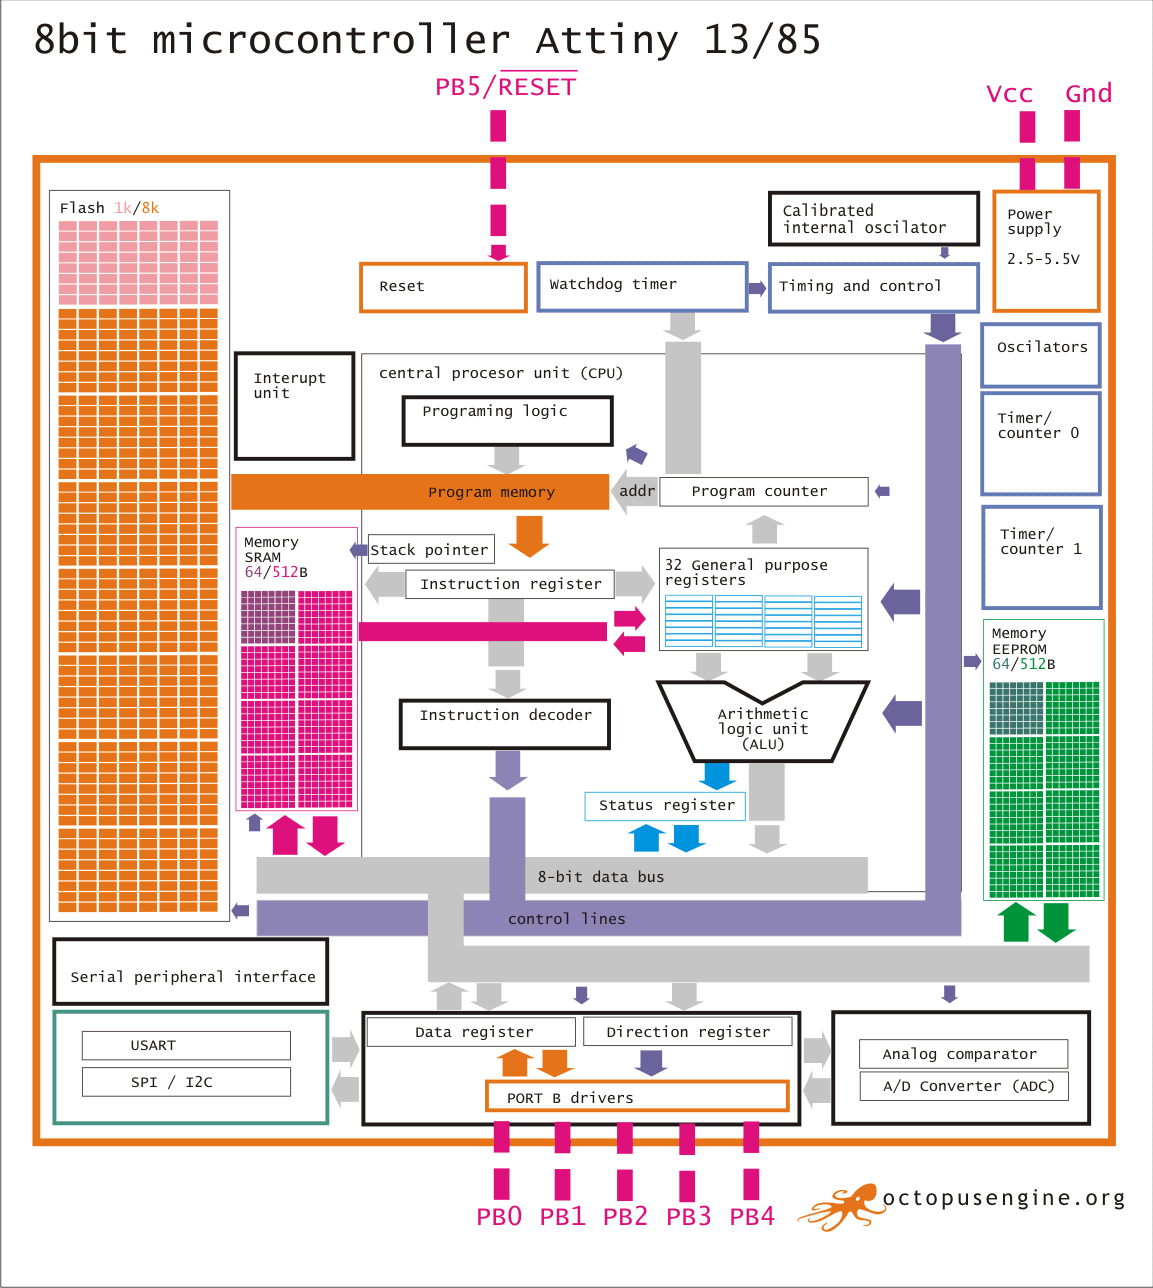 8bit microcontroller Attiny 13/85
PB5/RESET
Vcc
Gnd
Flash 1k/8k
Calibrated
internal oscilator
Power
supply
2.5-5.5V
Reset
Watchdog timer
Timing and control
Oscilators
Interupt
unit
central procesor unit (CPU)
Programing logic
Timer/
counter 0
Program memory
addr
Program counter
Memory
SRAM
64/512B
Stack pointer
Instruction register
32 General purpose
registers
Timer/
counter 1
Memory
EEPROM
64/512B
Instruction decoder
Arithmetic
logic unit
(ALU)
Status register
8-bit data bus
control lines
Serial peripheral interface
USART
SPI / I2C
Data register
Direction register
PORT B drivers
Analog comparator
A/D Converter (ADC)
PB0
PB1
PB2
PB3
PB4
octopusengine.org